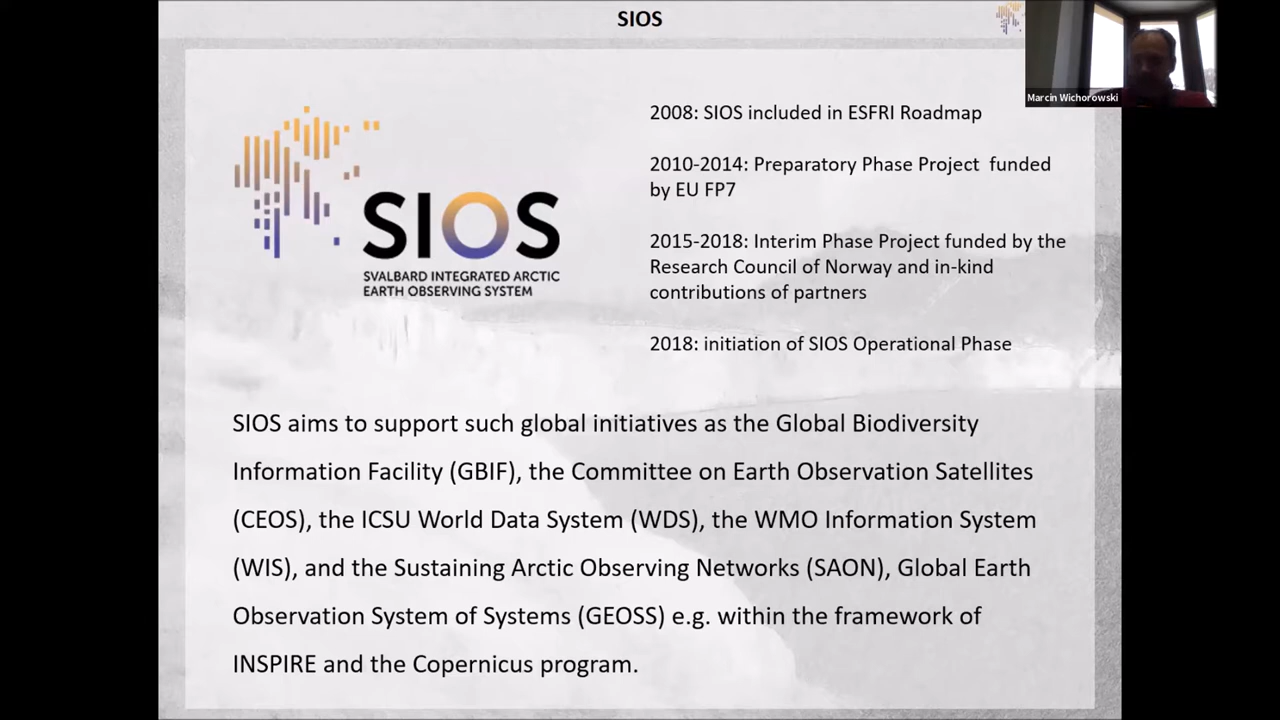 SIOS
Marcin Wichorowski
SIOS
SVALBARD INTEGRATED ARCTIC
EARTH OBSERVING SYSTEM
2008: SIOS included in ESFRI Roadmap
2010-2014: Preparatory Phase Project funded
by EU FP7
2015-2018: Interim Phase Project funded by the
Research Council of Norway and in-kind
contributions of partners
2018: initiation of SIOS Operational Phase
SIOS aims to support such global initiatives as the Global Biodiversity
Information Facility (GBIF), the Committee on Earth Observation Satellites
(CEOS), the ICSU World Data System (WDS), the WMO Information System
(WIS), and the Sustaining Arctic Observing Networks (SAON), Global Earth
Observation System of Systems (GEOSS) e.g. within the framework of
INSPIRE and the Copernicus program.